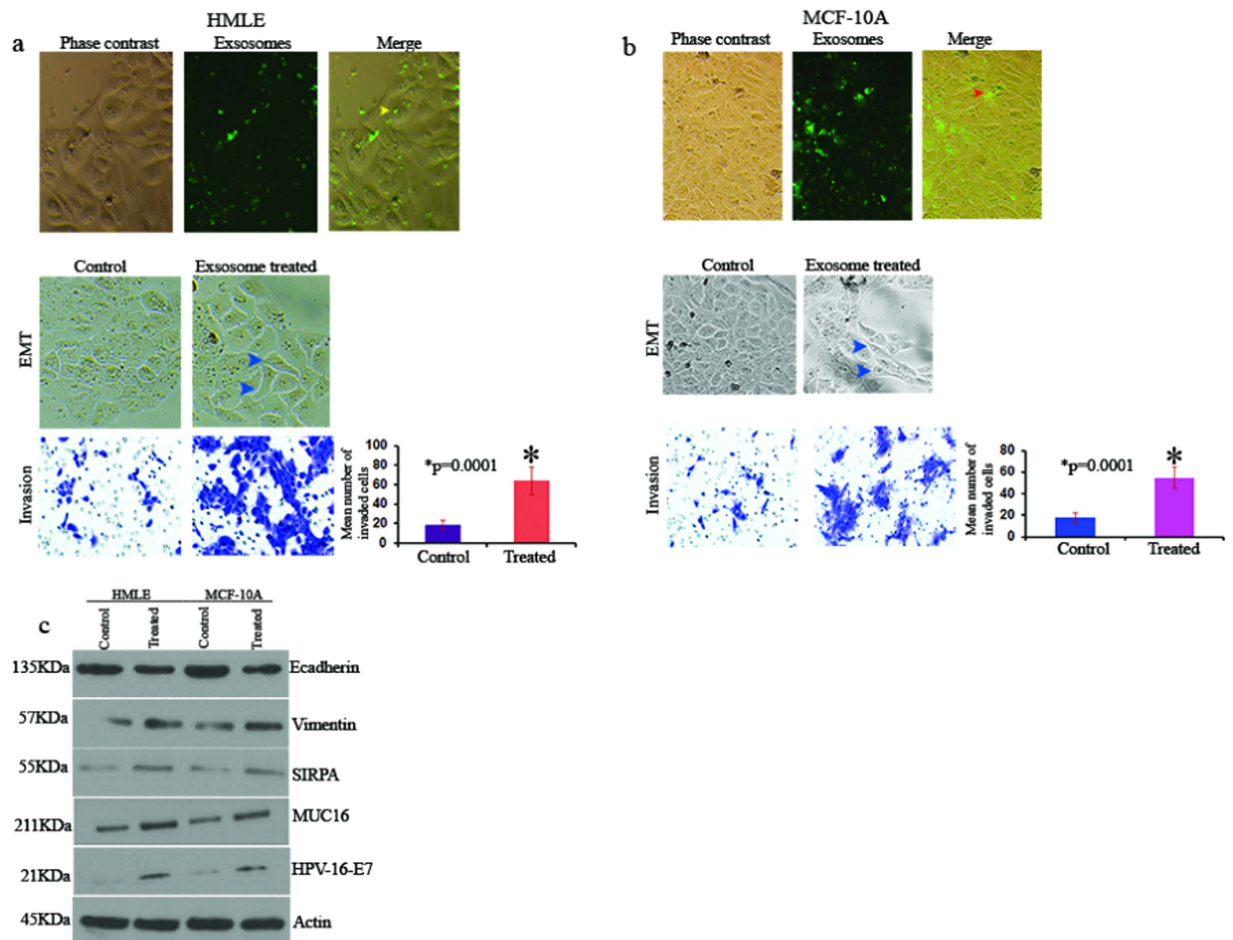 HMLE
a
Phase contrast Exsosomes Merge
Control Exsosome treated
EMT
Invasion
Mean number of
invaded cells
100
80
60
40
20
0
*p=0.0001
*
Control Treated
MCF-10A
b
Phase contrast Exosomes Merge
Control Exosome treated
EMT
Invasion
Mean number of
invaded cells
80
60
40
20
0
*p=0.0001
*
Control Treated
c
HMLE MCF-10A
Control Treated Control Treated
135KDa Ecadherin
57KDa Vimentin
55KDa SIRPA
211KDa MUC16
21KDa HPV-16-E7
45KDa Actin